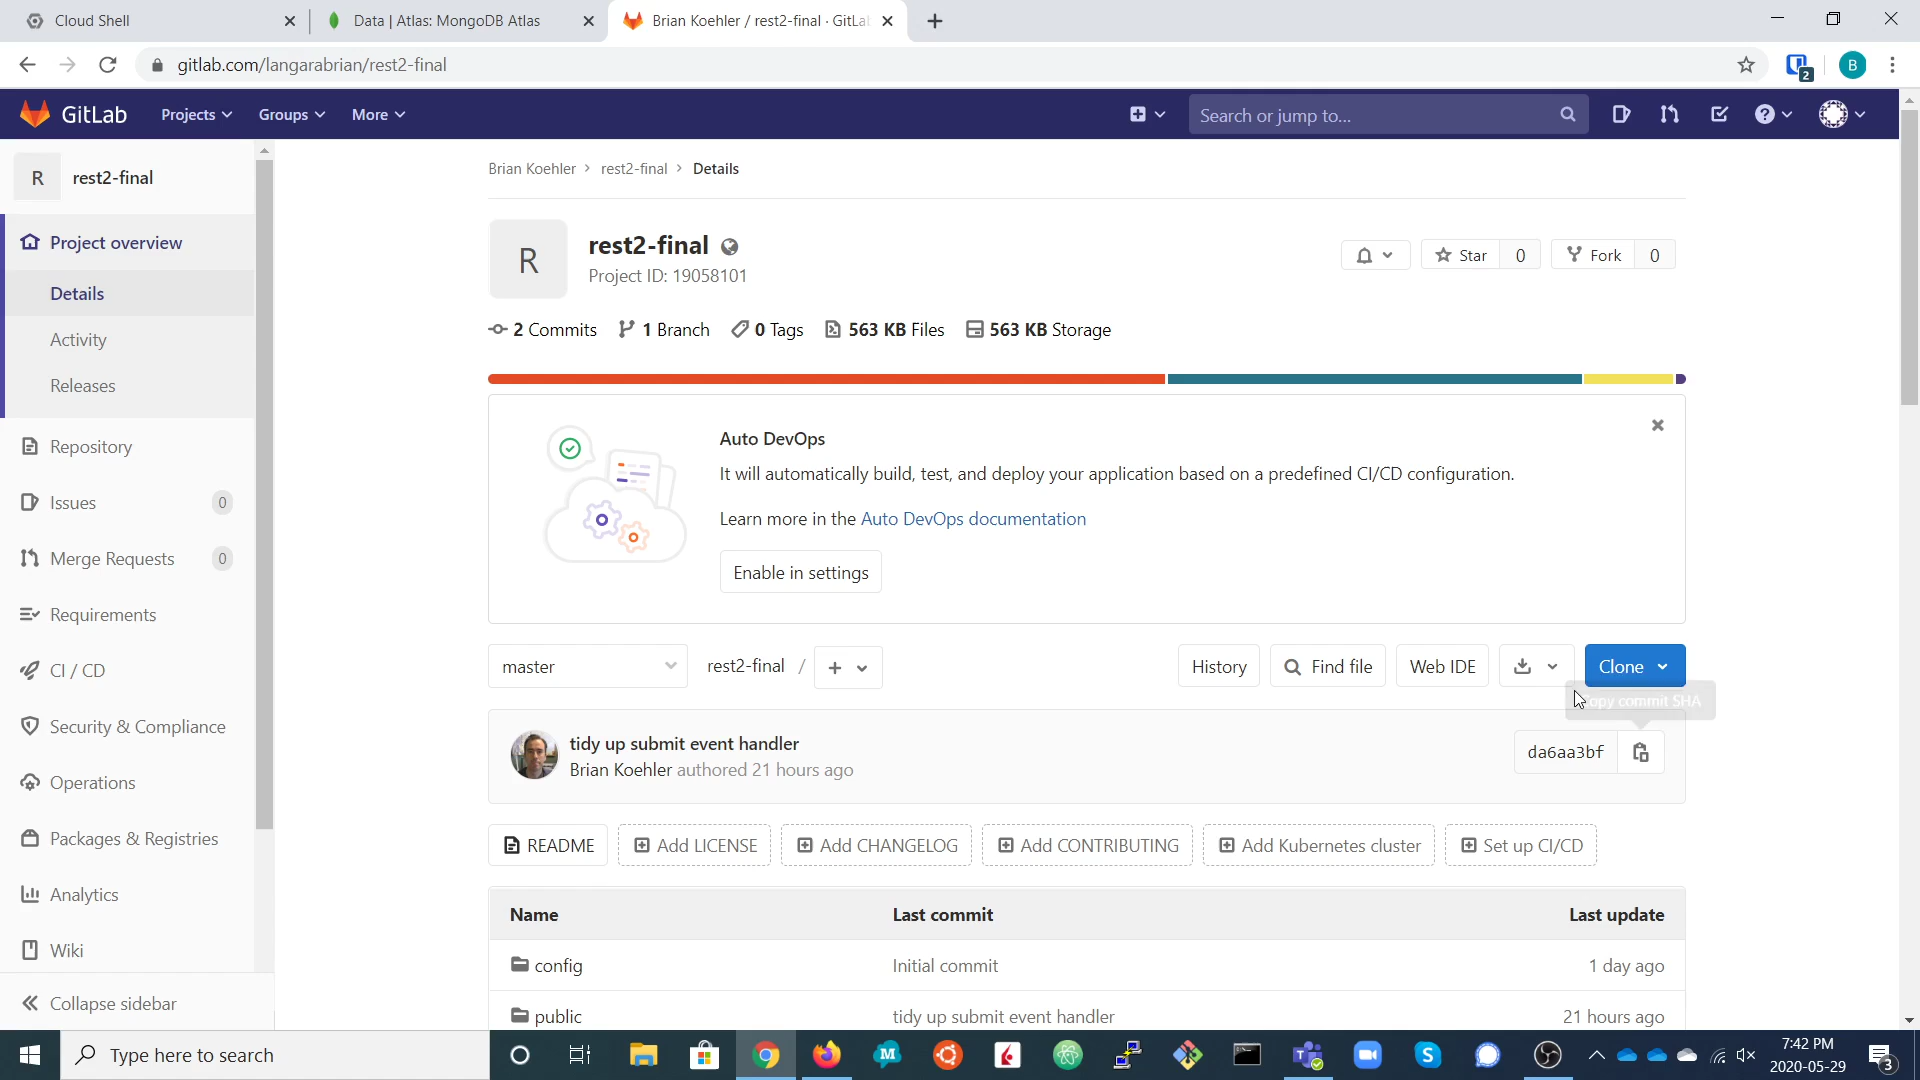 Cloud Shell
Data | Atlas: MongoDB Atlas
Brian Koehler / rest2-final · GitLa
gitlab.com/langarabrian/rest2-final
2
B
GitLab
Projects
Groups
More
Search or jump to...
R
rest2-final
Project overview
Details
Activity
Releases
Repository
Issues
0
Merge Requests
0
Requirements
CI / CD
Security & Compliance
Operations
Packages & Registries
Analytics
Wiki
Collapse sidebar
Brian Koehler > rest2-final > Details
R
rest2-final
Project ID: 19058101
Star 0
Fork 0
2 Commits 1 Branch 0 Tags 563 KB Files 563 KB Storage
Auto DevOps
It will automatically build, test, and deploy your application based on a predefined CI/CD configuration.
Learn more in the Auto DevOps documentation
Enable in settings
master
rest2-final /
History
Find file
Web IDE
Clone
commit SHA
tidy up submit event handler
Brian Koehler authored 21 hours ago
da6aa3bf
README
Add LICENSE
Add CHANGELOG
Add CONTRIBUTING
Add Kubernetes cluster
Set up CI/CD
Name Last commit Last update
config Initial commit 1 day ago
public tidy up submit event handler 21 hours ago
Type here to search
7:42 PM
2020-05-29
3